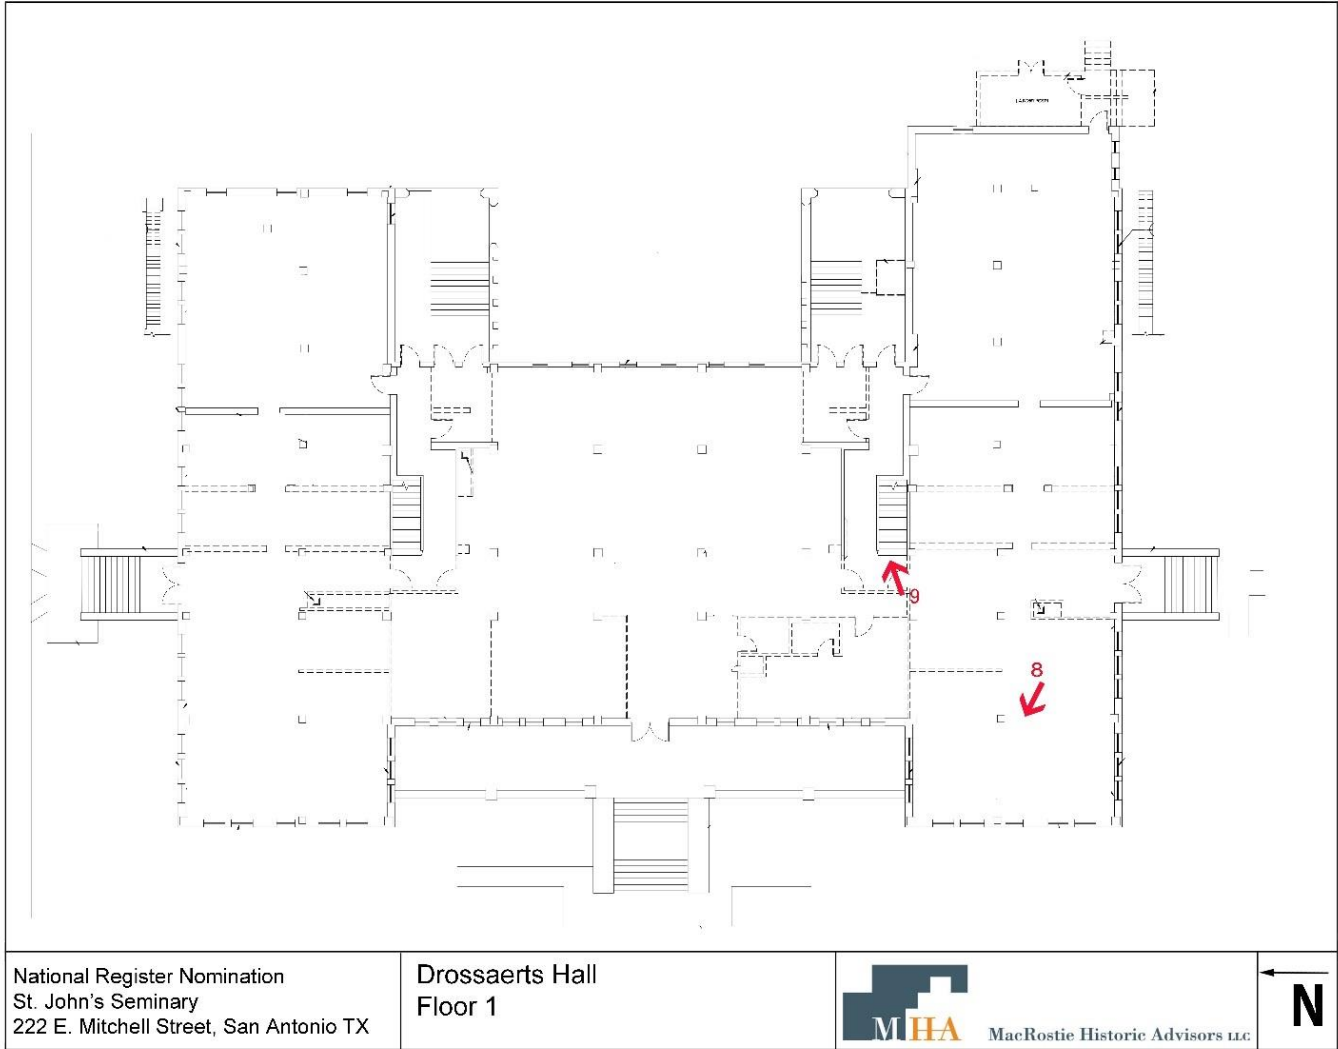 9
8
National Register Nomination
St. John's Seminary
222 E. Mitchell Street, San Antonio TX
Drossaerts Hall
Floor 1
MHA
MacRostie Historic Advisors LLC
N